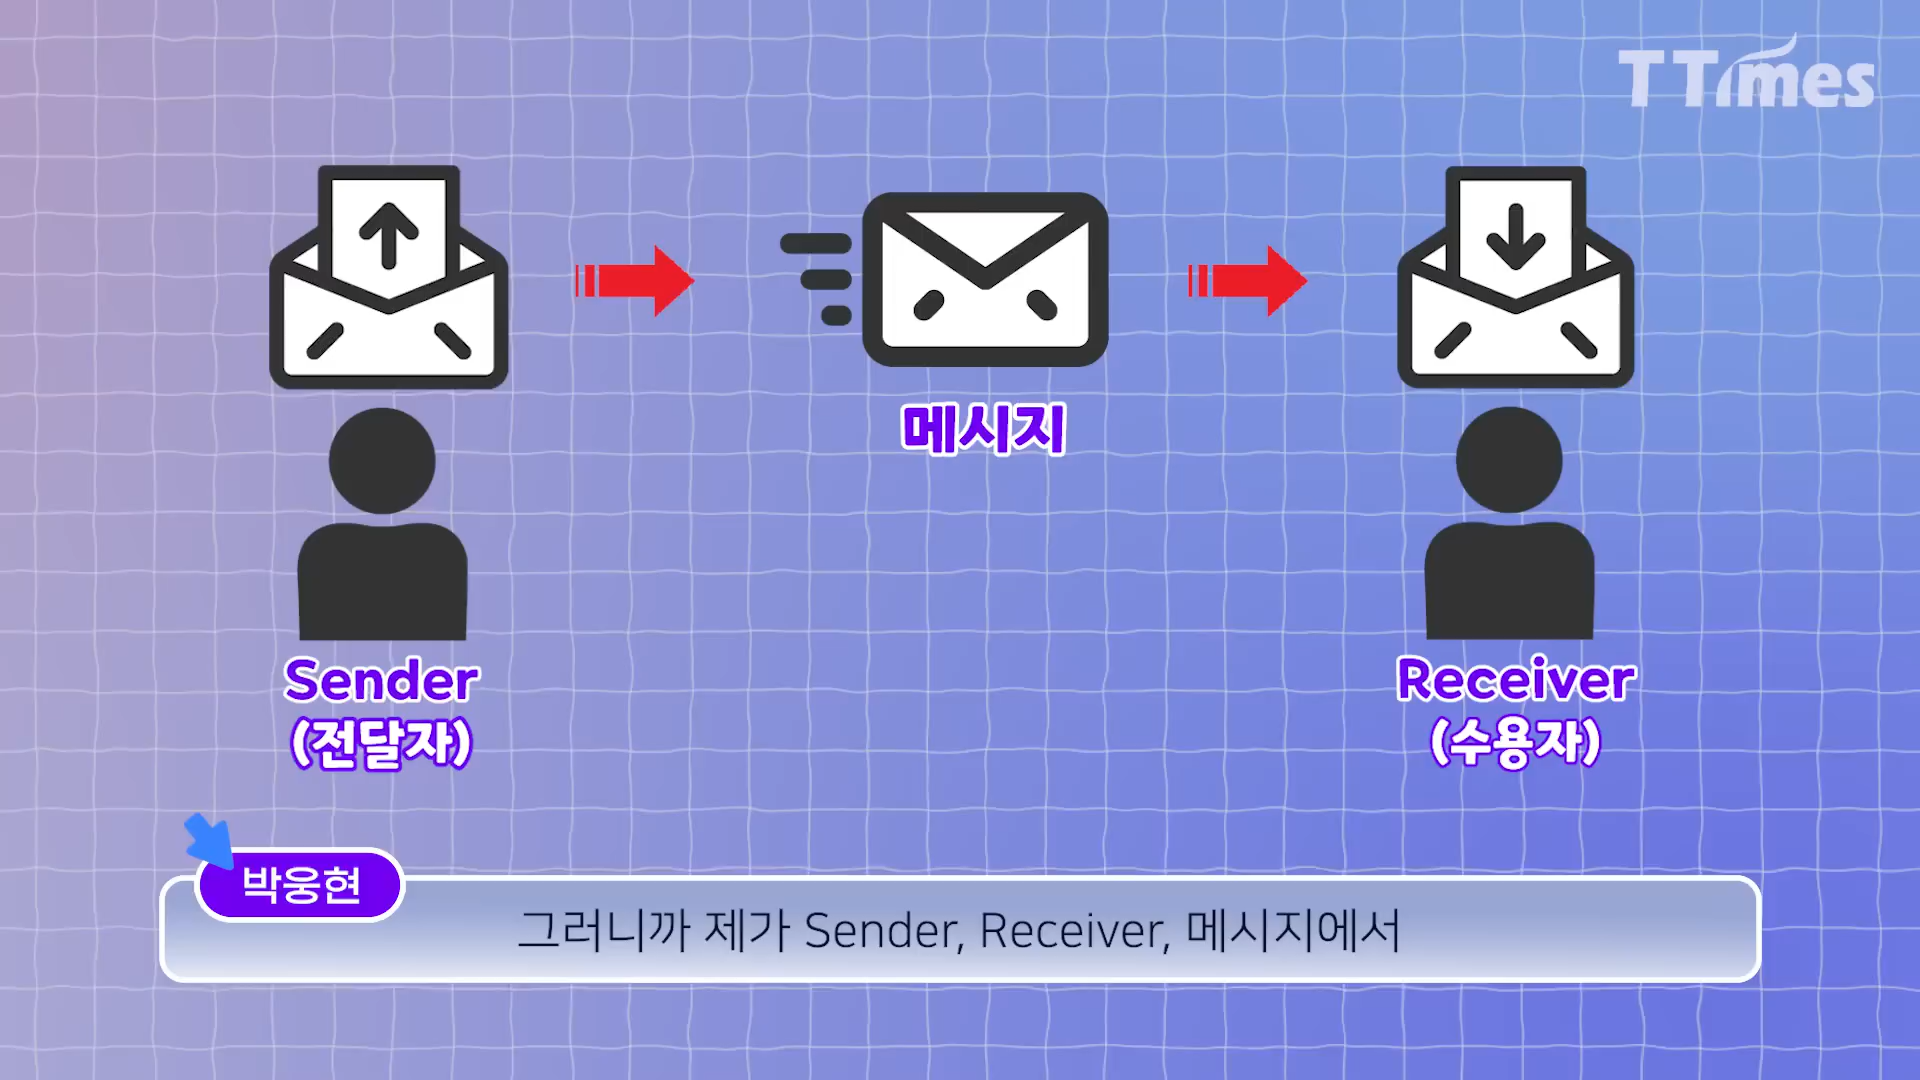 TTimes
메시지
Sender
(전달자)
Receiver
(수용자)
박웅현
그러니까 제가 Sender, Receiver, 메시지에서